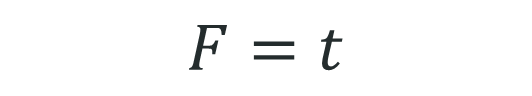 F = t